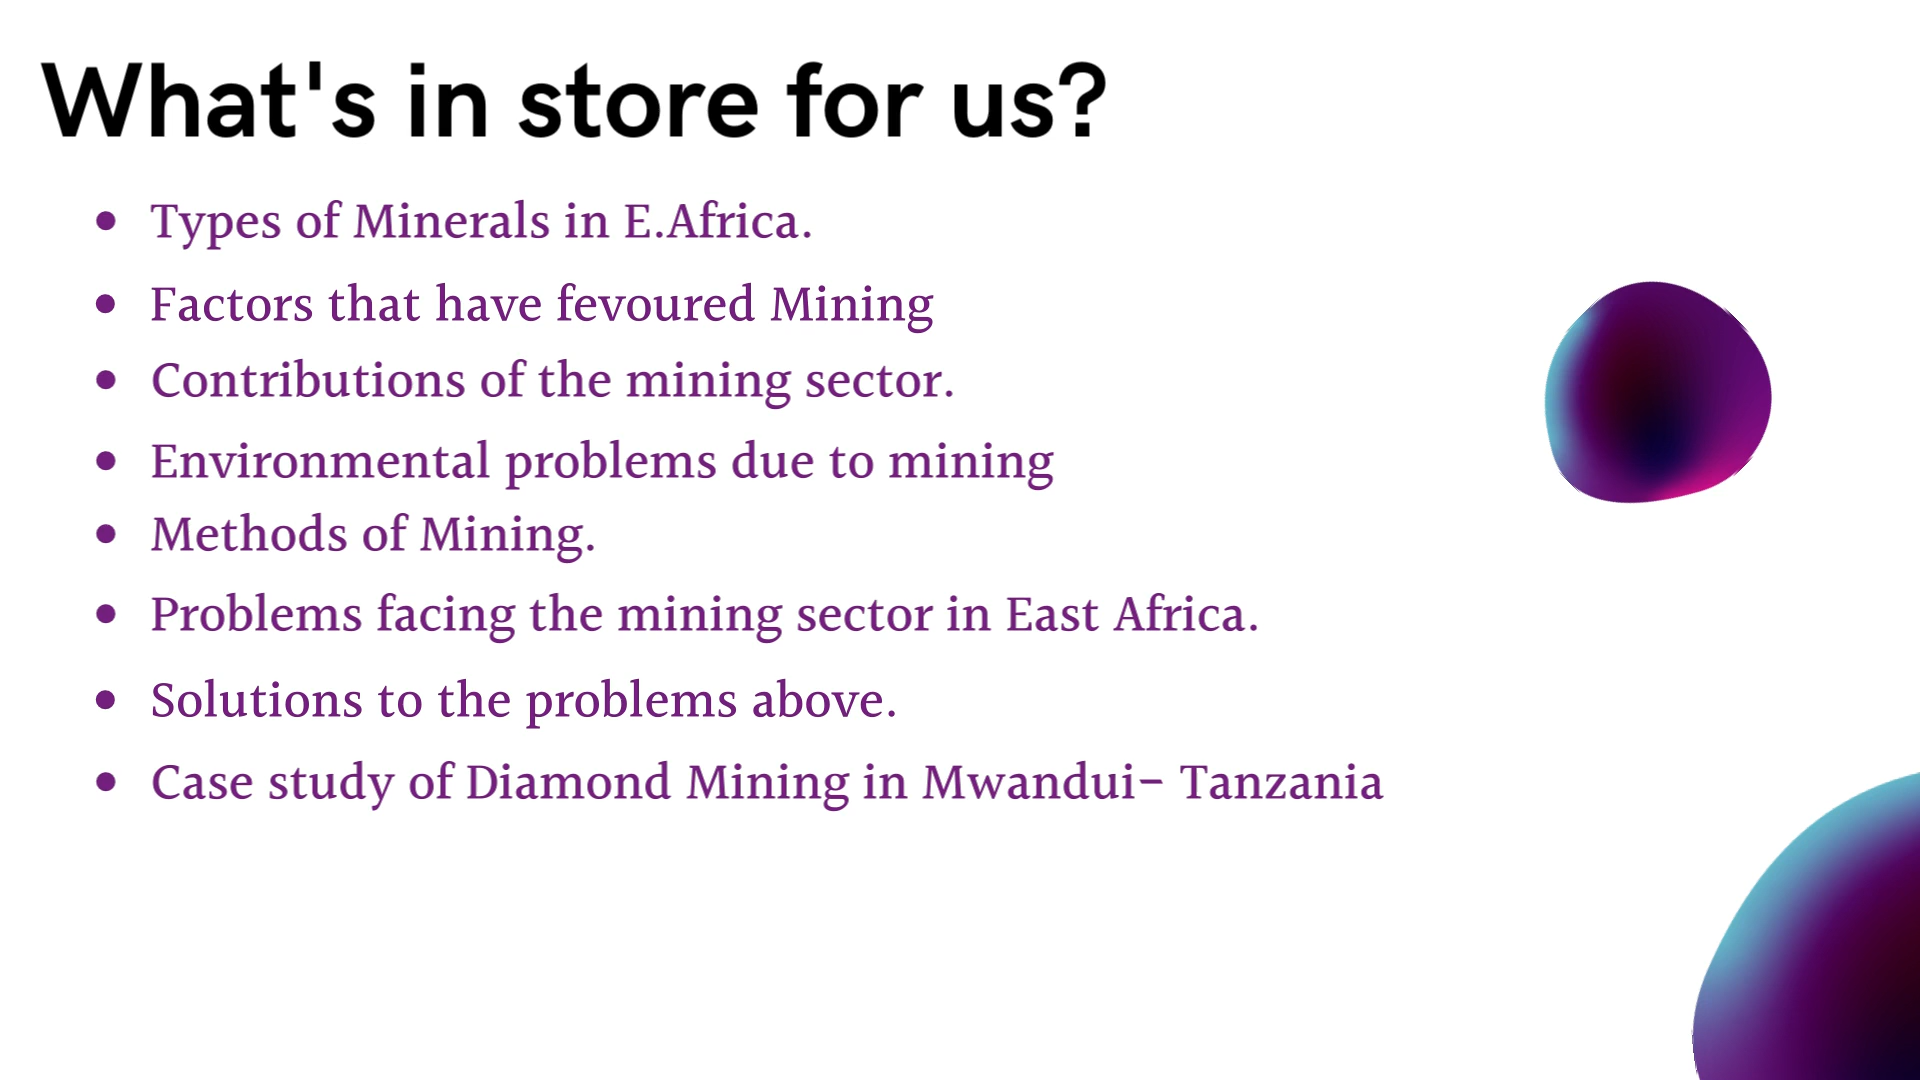 What's in store for us?
• Types of Minerals in E.Africa.
• Factors that have fevoured Mining
• Contributions of the mining sector.
• Environmental problems due to mining
• Methods of Mining.
• Problems facing the mining sector in East Africa.
• Solutions to the problems above.
• Case study of Diamond Mining in Mwandui– Tanzania